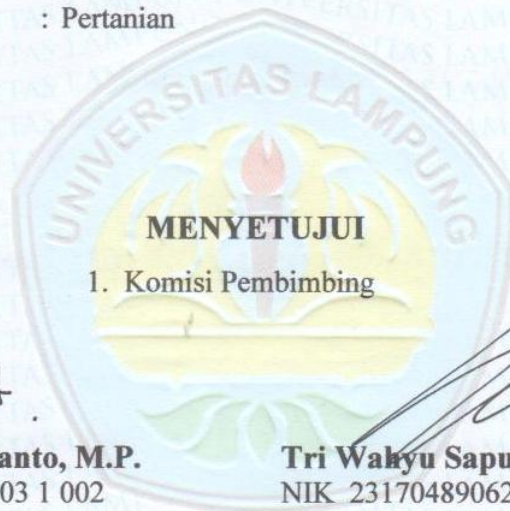 : Pertanian
UNIVERSITAS LAMPUNG
MENYETUJUI
1. Komisi Pembimbing
anto, M.P.
Tri Wahyu Sapu
03 1 002
NIK 23170489062